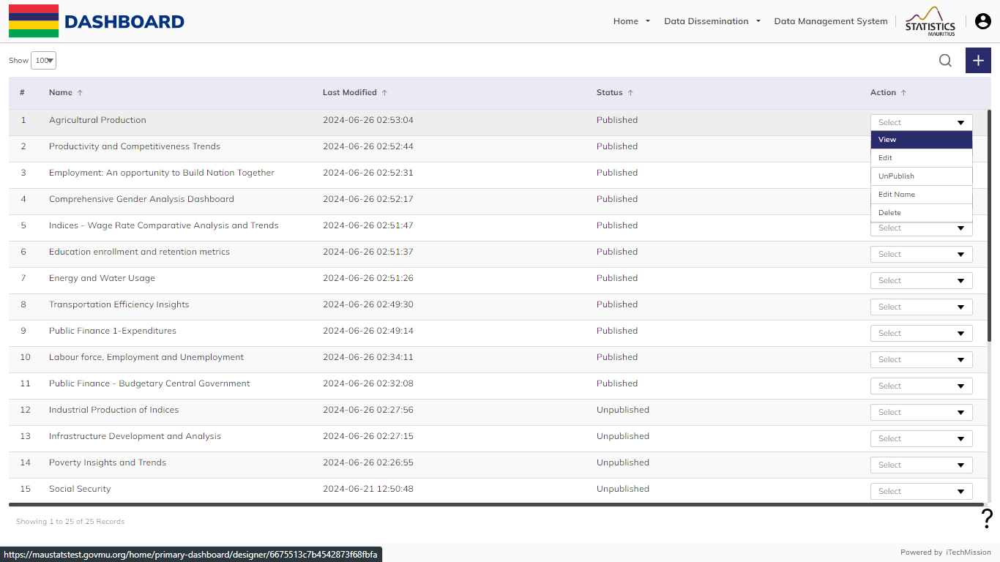 DASHBOARD
Home Data Dissemination Data Management System STATISTICS MAURITIUS
Show 100
# Name Last Modified Status Action
1 Agricultural Production 2024-06-26 02:53:04 Published Select
View
2 Productivity and Competitiveness Trends 2024-06-26 02:52:44 Published
Edit
3 Employment: An opportunity to Build Nation Together 2024-06-26 02:52:31 Published
UnPublish
4 Comprehensive Gender Analysis Dashboard 2024-06-26 02:52:17 Published
Edit Name
Delete
5 Indices - Wage Rate Comparative Analysis and Trends 2024-06-26 02:51:47 Published Select
6 Education enrollment and retention metrics 2024-06-26 02:51:37 Published Select
7 Energy and Water Usage 2024-06-26 02:51:26 Published Select
8 Transportation Efficiency Insights 2024-06-26 02:49:30 Published Select
9 Public Finance 1-Expenditures 2024-06-26 02:49:14 Published Select
10 Labour force, Employment and Unemployment 2024-06-26 02:34:11 Published Select
11 Public Finance - Budgetary Central Government 2024-06-26 02:32:08 Published Select
12 Industrial Production of Indices 2024-06-26 02:27:56 Unpublished Select
13 Infrastructure Development and Analysis 2024-06-26 02:27:15 Unpublished Select
14 Poverty Insights and Trends 2024-06-26 02:26:55 Unpublished Select
15 Social Security 2024-06-21 12:50:48 Unpublished Select
Showing 1 to 25 of 25 Records
?
https://maustatstest.govmu.org/home/primary-dashboard/designer/6675513c7b4542873f68fbfa
Powered by iTechMission